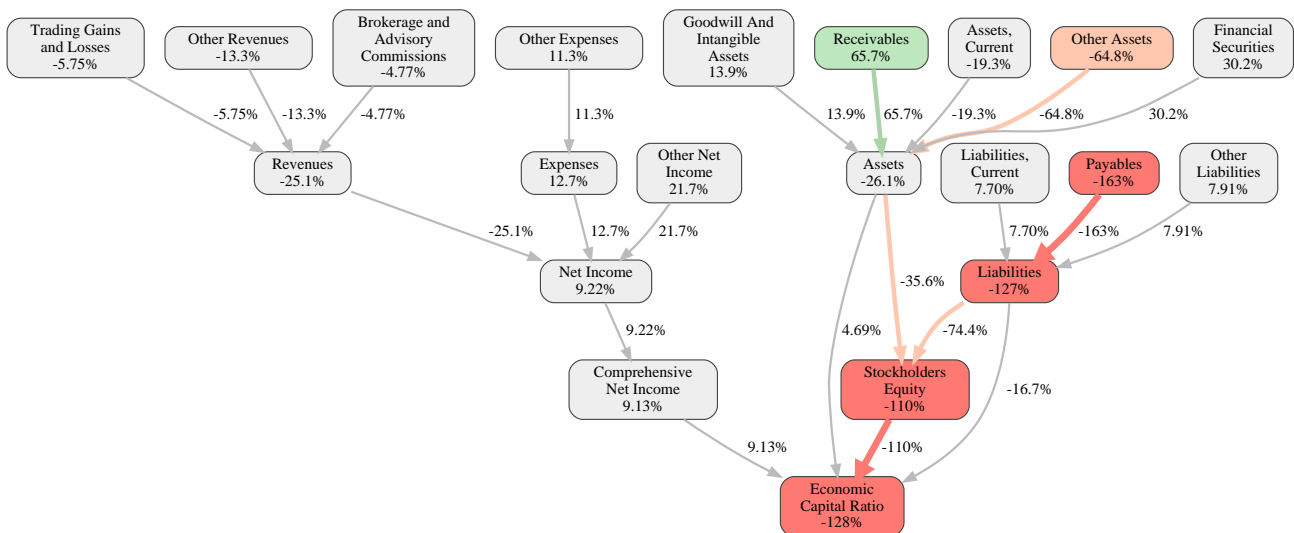 Trading Gains
and Losses
-5.75%
Other Revenues
-13.3%
Brokerage and
Advisory
Commissions
-4.77%
Other Expenses
11.3%
Goodwill And
Intangible
Assets
13.9%
Receivables
65.7%
Assets,
Current
-19.3%
Other Assets
-64.8%
Financial
Securities
30.2%
-5.75%
-13.3%
-4.77%
11.3%
13.9%
65.7%
-19.3%
-64.8%
30.2%
Revenues
-25.1%
Expenses
12.7%
Other Net
Income
21.7%
Assets
-26.1%
Liabilities,
Current
7.70%
Payables
-163%
Other
Liabilities
7.91%
-25.1%
12.7%
21.7%
7.70%
-163%
7.91%
Net Income
9.22%
-35.6%
Liabilities
-127%
9.22%
4.69%
-74.4%
Comprehensive
Net Income
9.13%
Stockholders
Equity
-110%
-16.7%
9.13%
-110%
Economic
Capital Ratio
-128%